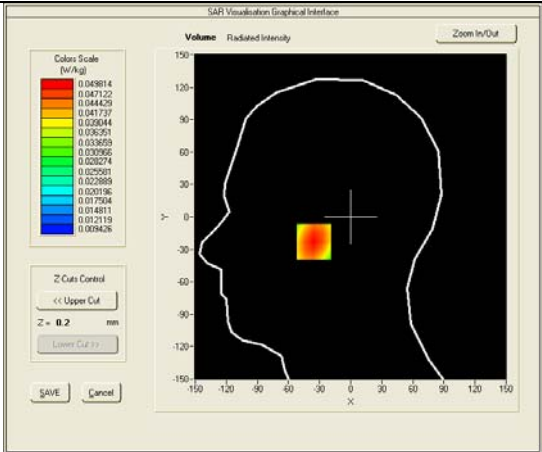 SAR Visualisation Graphical Interface
Volume Radiated Intensity
Zoom In/Out
Colors Scale
(W/kg)
0.049814
0.047122
0.044429
0.041737
0.039044
0.036351
0.033659
0.030966
0.028274
0.025581
0.022889
0.020196
0.017504
0.014811
0.012119
0.009426
Z-Cuts Control
<< Upper Cut
Z = 0.2 mm
Lower Cut >>
SAVE Cancel
150
120
90
60
30
0
-30
-60
-90
-120
-150
Y
-150 -120 -90 -60 -30 0 30 60 90 120 150
X